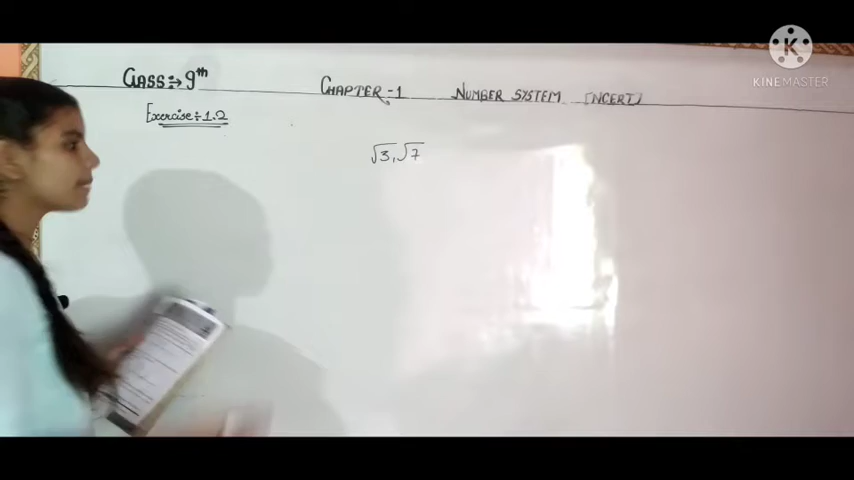 CLASS:→ 9th
CHAPTER -1 NUMBER SYSTEM [NCERT]
Exercise÷1.2
√3,√7
K
KINEMASTER